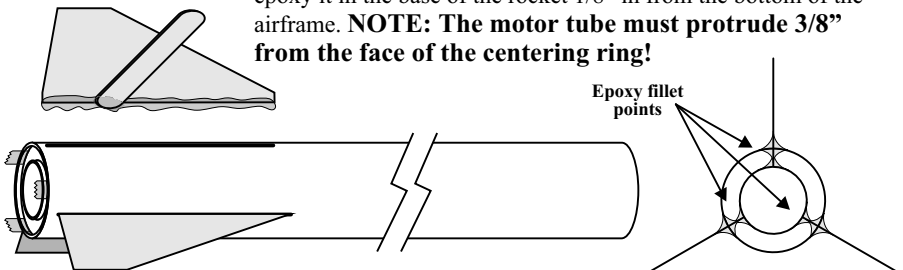 epoxy it in the base of the rocket 1/8” in from the bottom of the
airframe. NOTE: The motor tube must protrude 3/8”
from the face of the centering ring!
Epoxy fillet
points